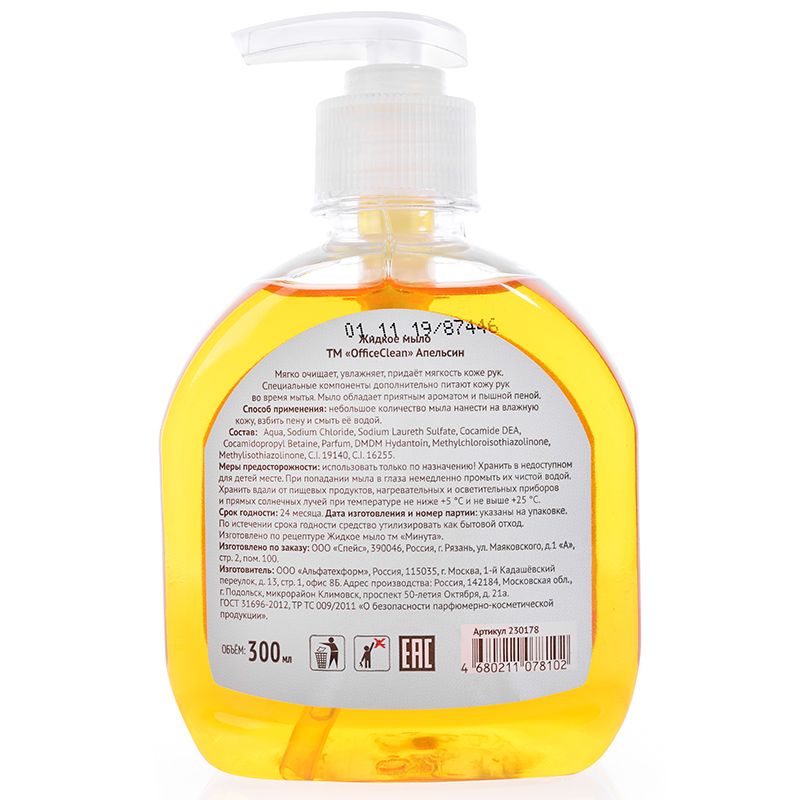 01 11 19/87446
Жидкое мыло
ТМ «OfficeClean» Апельсин
Мягко очищает, увлажняет, придаёт мягкость коже рук.
Специальные компоненты дополнительно питают кожу рук
во время мытья. Мыло обладает приятным ароматом и пышной пеной.
Способ применения: небольшое количество мыла нанести на влажную
кожу, взбить пену и смыть её водой.
Состав: Aqua, Sodium Chloride, Sodium Laureth Sulfate, Cocamide DEA,
Cocamidopropyl Betaine, Parfum, DMDM Hydantoin, Methylchloroisothiazolinone,
Methylisothiazolinone, C.I. 19140, C.I. 16255.
Меры предосторожности: использовать только по назначению! Хранить в недоступном
для детей месте. При попадании мыла в глаза немедленно промыть их чистой водой.
Хранить вдали от пищевых продуктов, нагревательных и осветительных приборов
и прямых солнечных лучей при температуре не ниже +5 °С и не выше +25 °С.
Срок годности: 24 месяца. Дата изготовления и номер партии: указаны на упаковке.
По истечении срока годности средство утилизировать как бытовой отход.
Изготовлено по рецептуре Жидкое мыло тм «Минута».
Изготовлено по заказу: ООО «Спейс», 390046, Россия, г. Рязань, ул. Маяковского, д.1 «А»,
стр. 2, пом. 100.
Изготовитель: ООО «Альфатехформ», Россия, 115035, г. Москва, 1-й Кадашёвский
переулок, д. 13, стр. 1, офис 8Б. Адрес производства: Россия, 142184, Московская обл.,
г. Подольск, микрорайон Климовск, проспект 50-летия Октября, д. 21а.
ГОСТ 31696-2012, ТР ТС 009/2011 «О безопасности парфюмерно-косметической
продукции».
Артикул 230178
ОБЪЁМ: 300 мл
EAC
4 680211 078102